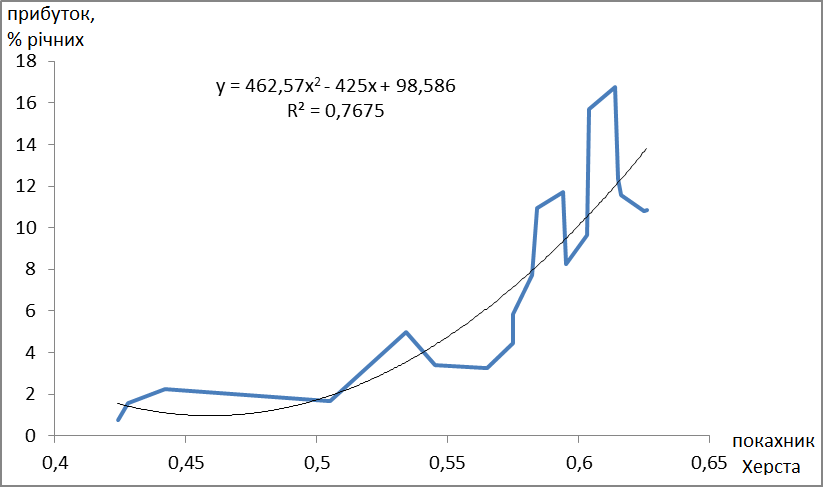 прибуток,
% річних
y = 462,57x² - 425x + 98,586
R² = 0,7675
18
16
14
12
10
8
6
4
2
0
0,4
0,45
0,5
0,55
0,6
0,65
покахник
Херста